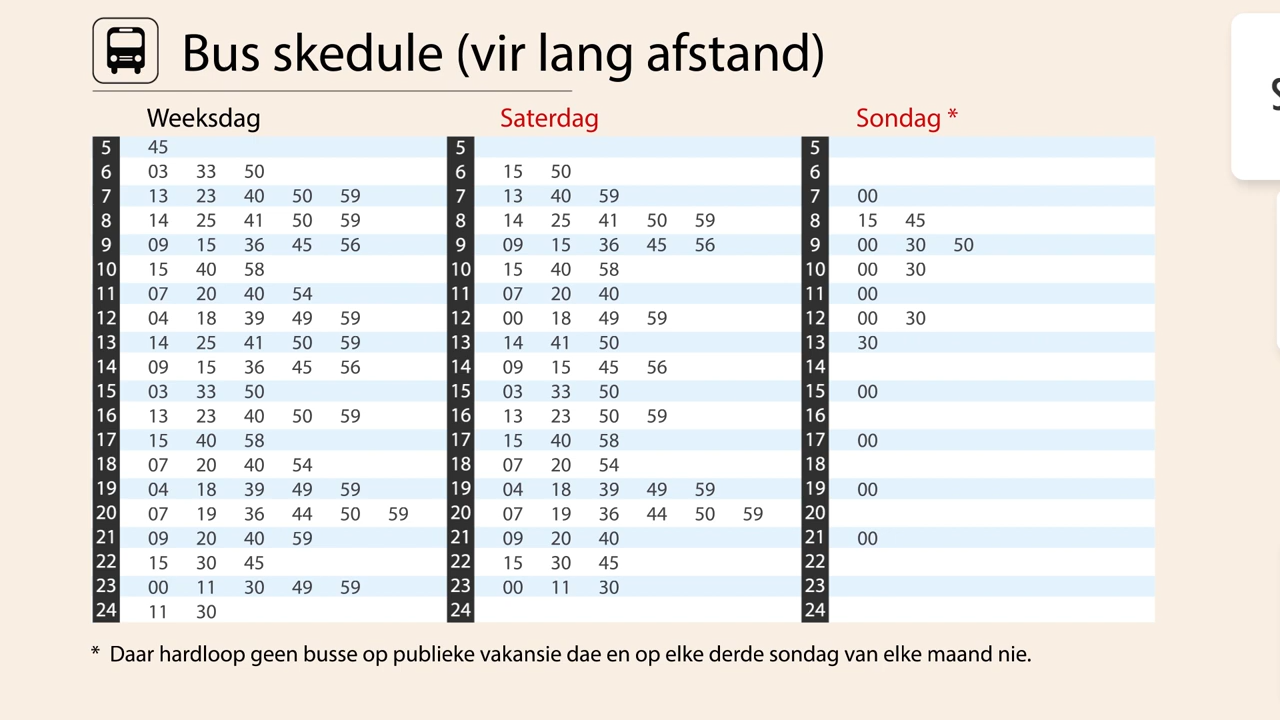 Bus skedule (vir lang afstand)
Weeksdag Saterdag Sondag *
5 45 5 5
6 03 33 50 6 15 50 6
7 13 23 40 50 59 7 13 40 59 7 00
8 14 25 41 50 59 8 14 25 41 50 59 8 15 45
9 09 15 36 45 56 9 09 15 36 45 56 9 00 30 50
10 15 40 58 10 15 40 58 10 00 30
11 07 20 40 54 11 07 20 40 11 00
12 04 18 39 49 59 12 00 18 49 59 12 00 30
13 14 25 41 50 59 13 14 41 50 13 30
14 09 15 36 45 56 14 09 15 45 56 14
15 03 33 50 15 03 33 50 15 00
16 13 23 40 50 59 16 13 23 50 59 16
17 15 40 58 17 15 40 58 17 00
18 07 20 40 54 18 07 20 54 18
19 04 18 39 49 59 19 04 18 39 49 59 19 00
20 07 19 36 44 50 59 20 07 19 36 44 50 59 20
21 09 20 40 59 21 09 20 40 21 00
22 15 30 45 22 15 30 45 22
23 00 11 30 49 59 23 00 11 30 23
24 11 30 24 24
* Daar hardloop geen busse op publieke vakansie dae en op elke derde sondag van elke maand nie.